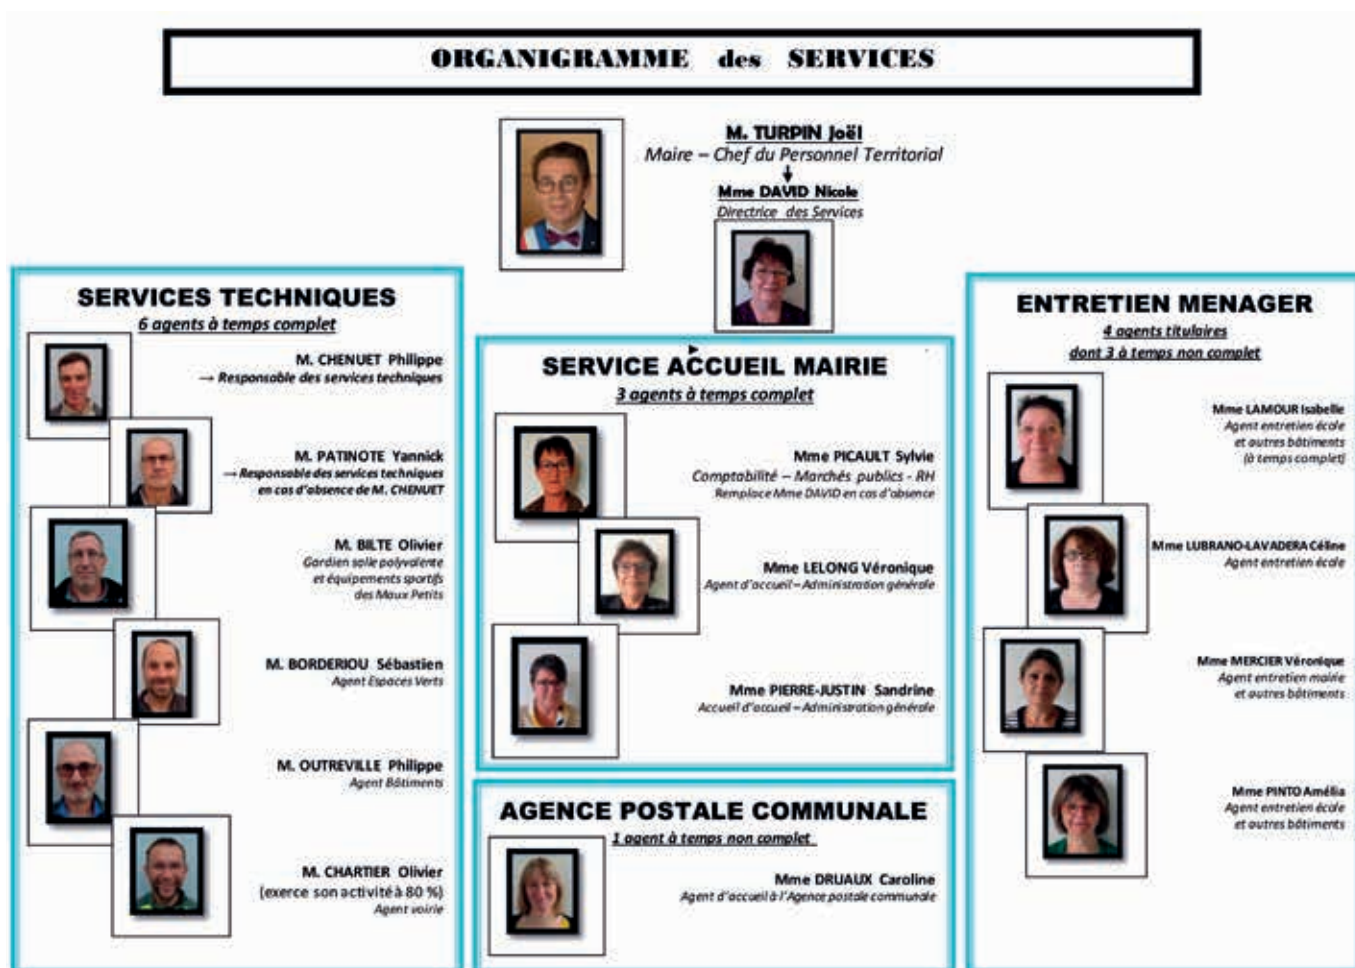 ORGANIGRAMME des SERVICES
M. TURPIN Joël
Maire – Chef du Personnel Territorial
Mme DAVID Nicole
Directrice des Services
SERVICES TECHNIQUES
6 agents à temps complet
M. CHENUET Philippe
→ Responsable des services techniques
M. PATINOTE Yannick
→ Responsable des services techniques
en cas d'absence de M. CHENUET
M. BILTE Olivier
Gardien salle polyvalente
et équipements sportifs
des Maux Petits
M. BORDERIOU Sébastien
Agent Espaces Verts
M. OUTREVILLE Philippe
Agent Bâtiments
M. CHARTIER Olivier
(exerce son activité à 80 %)
Agent voirie
SERVICE ACCUEIL MAIRIE
3 agents à temps complet
Mme PICAULT Sylvie
Comptabilité – Marchés publics - RH
Remplace Mme DAVID en cas d'absence
Mme LELONG Véronique
Agent d'accueil – Administration générale
Mme PIERRE-JUSTIN Sandrine
Accueil d'accueil – Administration générale
AGENCE POSTALE COMMUNALE
1 agent à temps non complet
Mme DRUAUX Caroline
Agent d'accueil à l'Agence postale communale
ENTRETIEN MENAGER
4 agents titulaires
dont 3 à temps non complet
Mme LAMOUR Isabelle
Agent entretien école
et autres bâtiments
(à temps complet)
Mme LUBRANO-LAVADERA Céline
Agent entretien école
Mme MERCIER Véronique
Agent entretien mairie
et autres bâtiments
Mme PINTO Amélia
Agent entretien école
et autres bâtiments